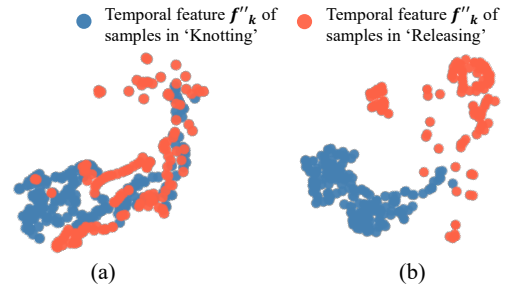 Temporal feature f''k of
samples in ‘Knotting’
Temporal feature f''k of
samples in ‘Releasing’
(a)
(b)